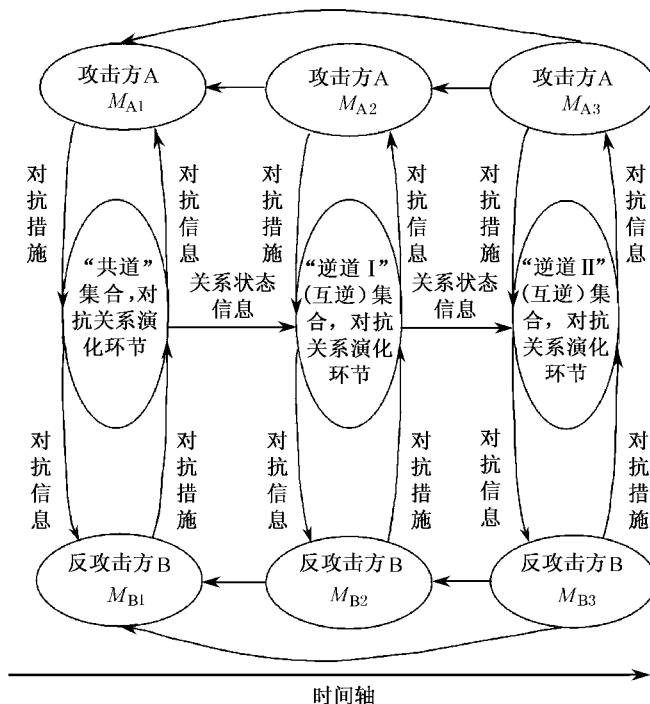 攻击方A
M_A1
攻击方A
M_A2
攻击方A
M_A3
对抗措施
对抗信息
对抗措施
对抗信息
对抗措施
对抗信息
“共道”
集合,对
抗关系演
化环节
关系状态
信息
“逆道I”
(互逆)集
合,对抗
关系演化
环节
关系状态
信息
“逆道II”
(互逆)集
合,对抗
关系演化
环节
对抗信息
对抗措施
对抗信息
对抗措施
对抗信息
对抗措施
反攻击方B
M_B1
反攻击方B
M_B2
反攻击方B
M_B3
时间轴